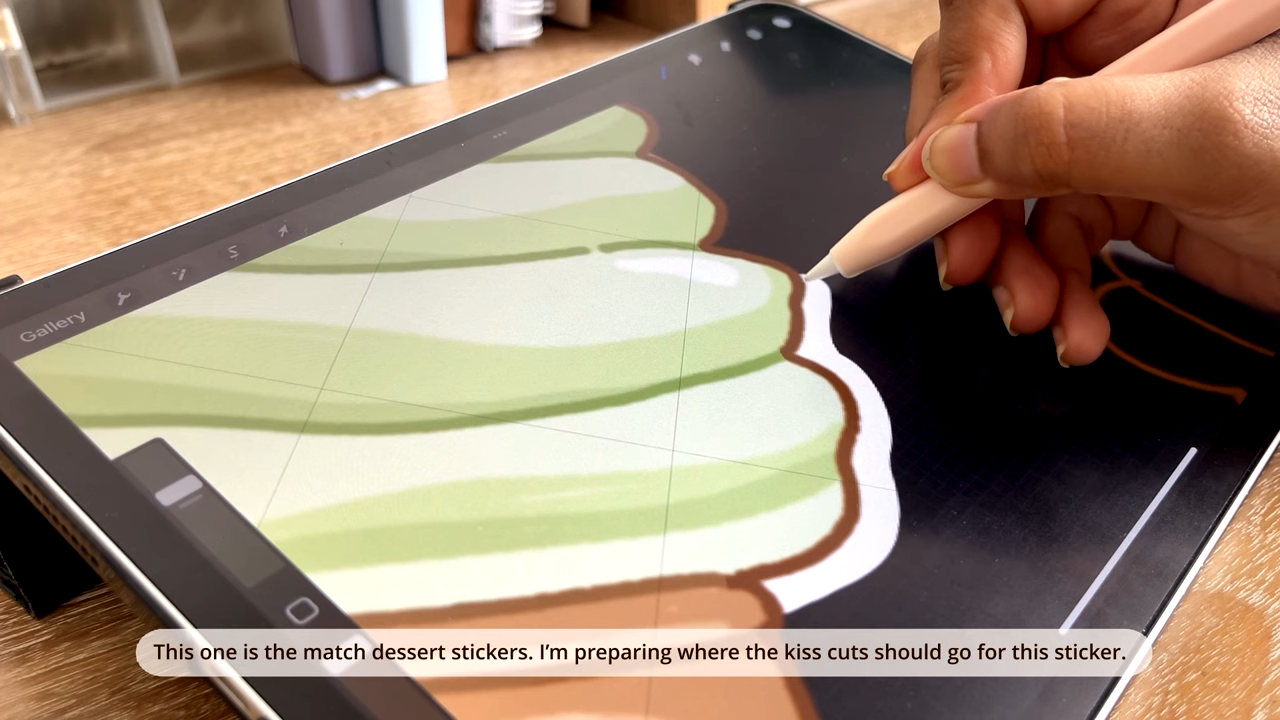 Gallery
S
This one is the match dessert stickers. I'm preparing where the kiss cuts should go for this sticker.